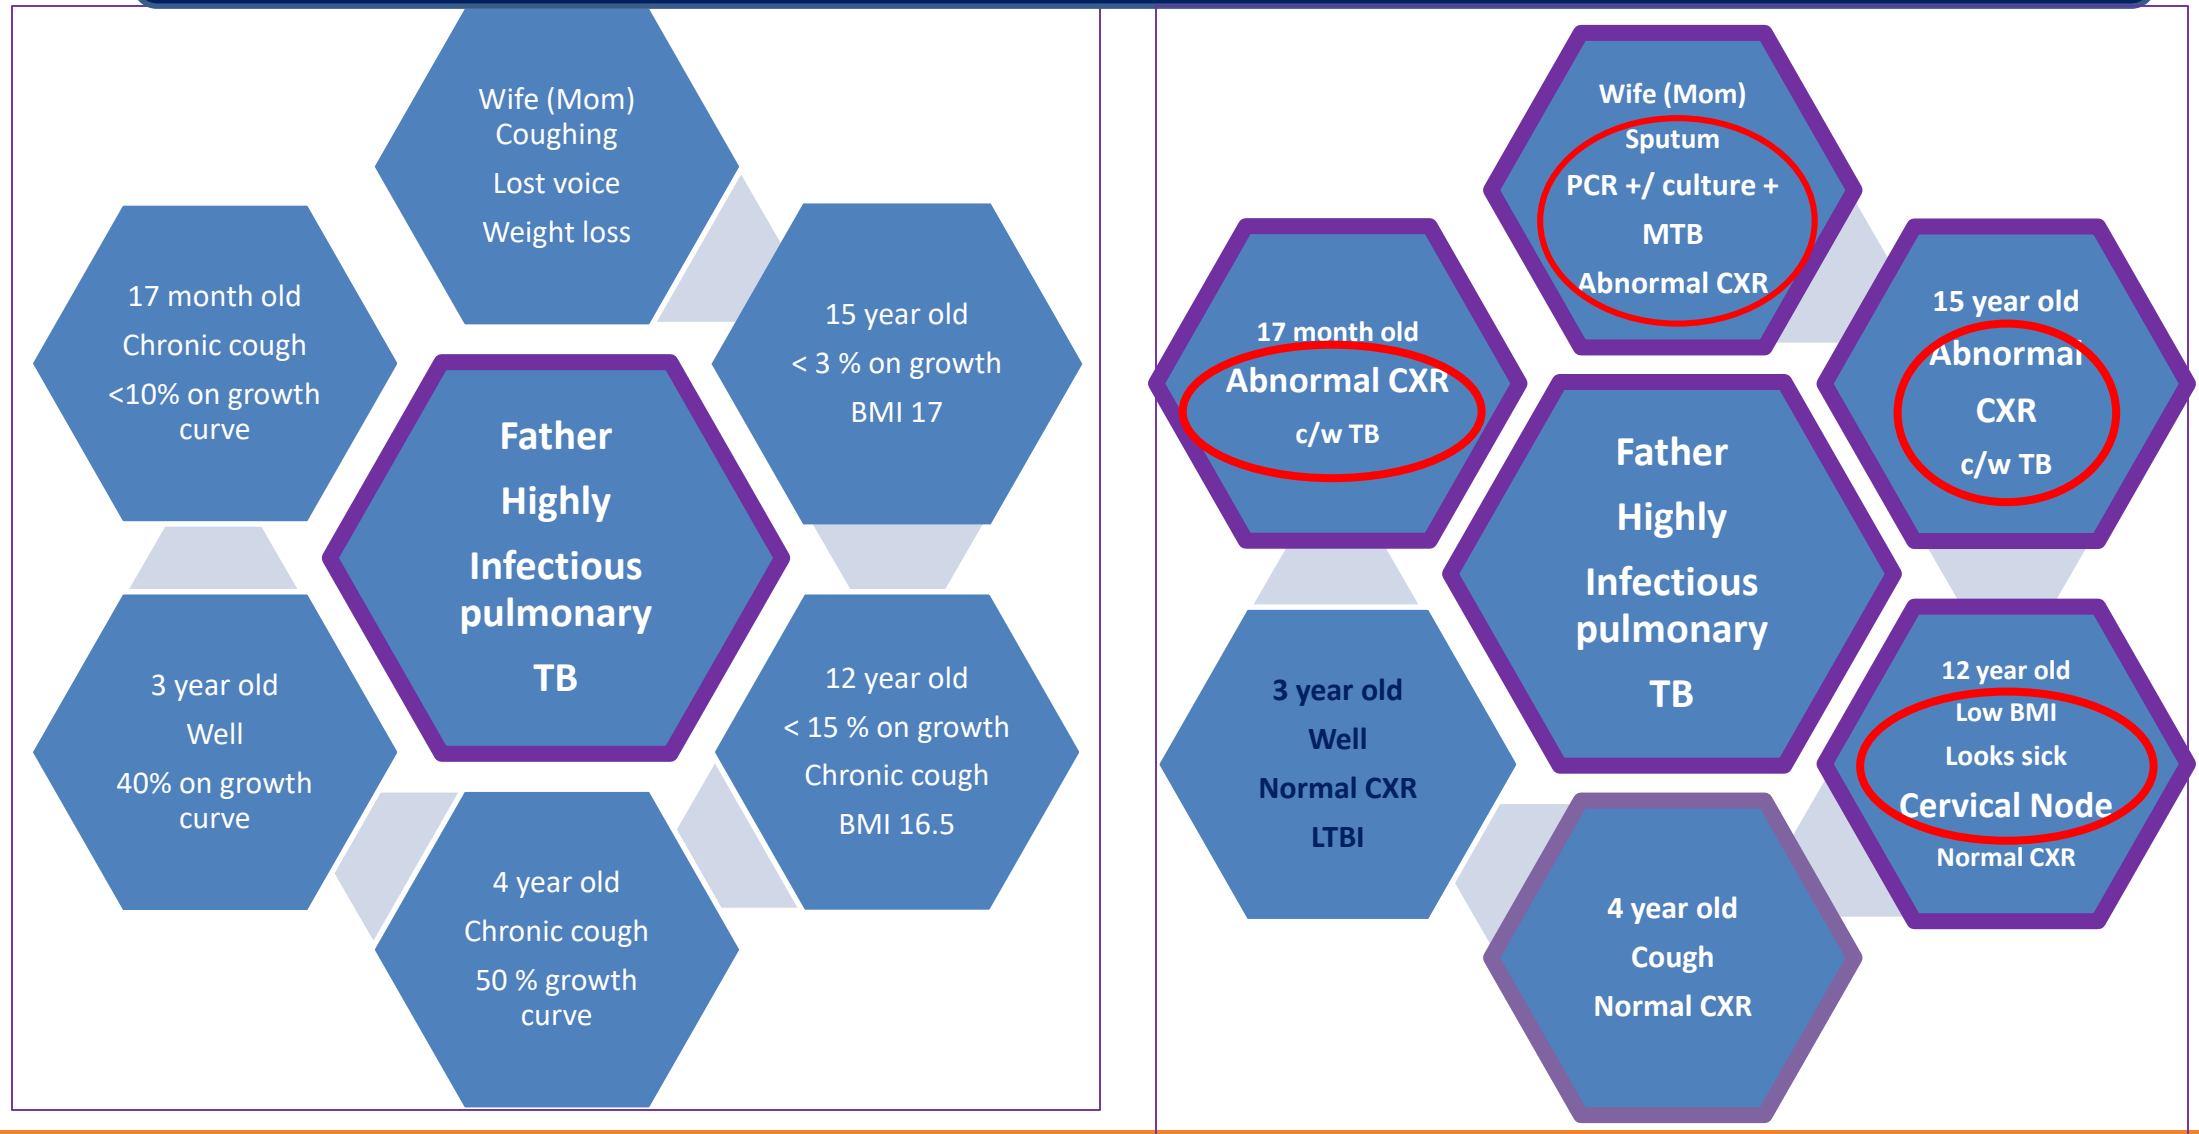 Wife (Mom)
Coughing
Lost voice
Weight loss
15 year old
< 3 % on growth
BMI 17
12 year old
< 15 % on growth
Chronic cough
BMI 16.5
4 year old
Chronic cough
50 % growth
curve
3 year old
Well
40% on growth
curve
17 month old
Chronic cough
<10% on growth
curve
Father
Highly
Infectious
pulmonary
TB
Wife (Mom)
Sputum
PCR +/ culture +
MTB
Abnormal CXR
15 year old
Abnormal
CXR
c/w TB
12 year old
Low BMI
Looks sick
Cervical Node
Normal CXR
4 year old
Cough
Normal CXR
3 year old
Well
Normal CXR
LTBI
17 month old
Abnormal CXR
c/w TB
Father
Highly
Infectious
pulmonary
TB